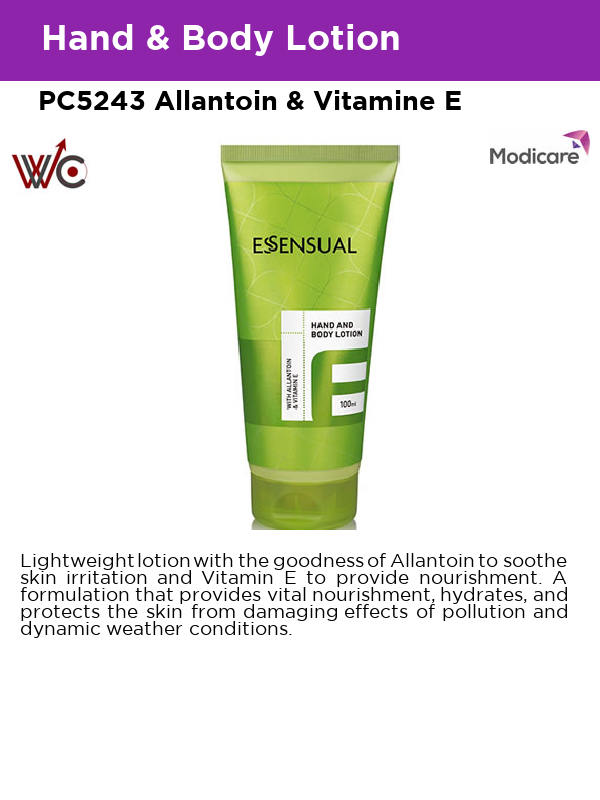 Hand & Body Lotion
PC5243 Allantoin & Vitamine E
WC
Modicare
ESSENSUAL
HAND AND
BODY LOTION
WITH ALLANTOIN
& VITAMIN E
100ml
Lightweight lotion with the goodness of Allantoin to soothe
skin irritation and Vitamin E to provide nourishment. A
formulation that provides vital nourishment, hydrates, and
protects the skin from damaging effects of pollution and
dynamic weather conditions.